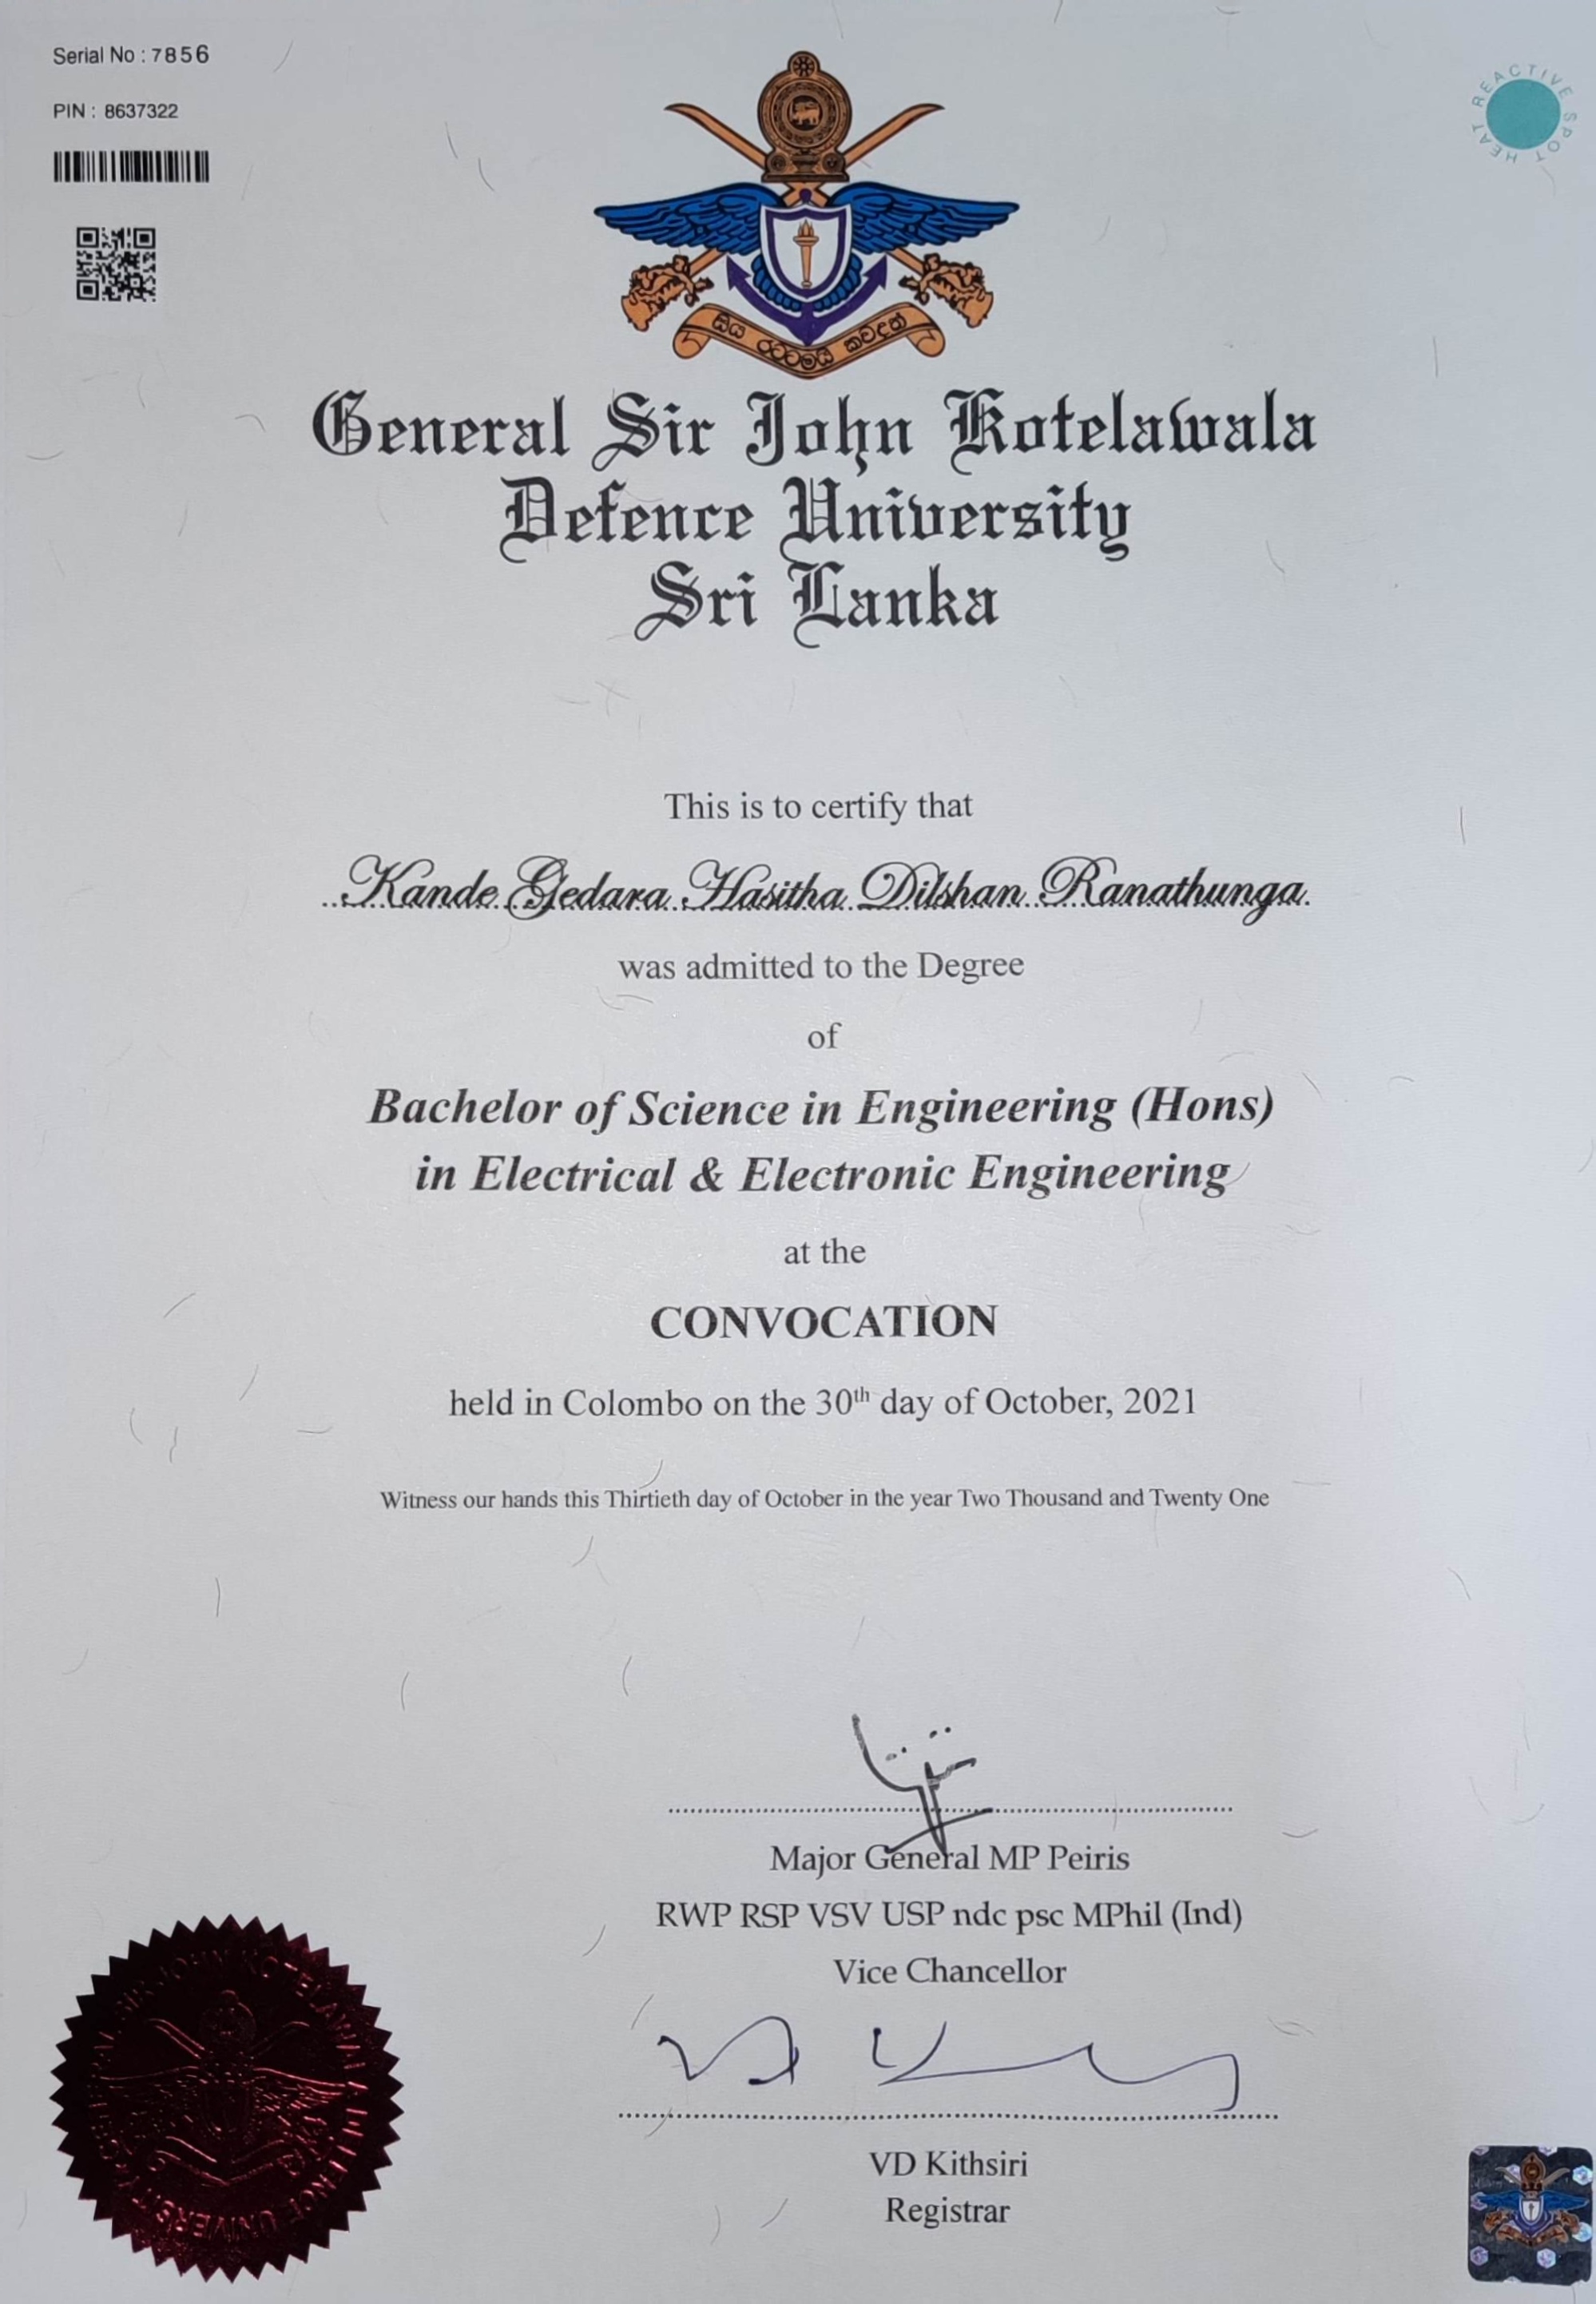 Serial No : 7856
PIN : 8637322
HEAT REACTIVE SPOT
සිය රටටමයි කවදත්
General Sir John Kotelawala
Defence University
Sri Lanka
This is to certify that
Kande Gedara Hasitha Dilshan Ranathunga
was admitted to the Degree
of
Bachelor of Science in Engineering (Hons)
in Electrical & Electronic Engineering
at the
CONVOCATION
held in Colombo on the 30th day of October, 2021
Witness our hands this Thirtieth day of October in the year Two Thousand and Twenty One
Major General MP Peiris
RWP RSP VSV USP ndc psc MPhil (Ind)
Vice Chancellor
VD Kithsiri
Registrar